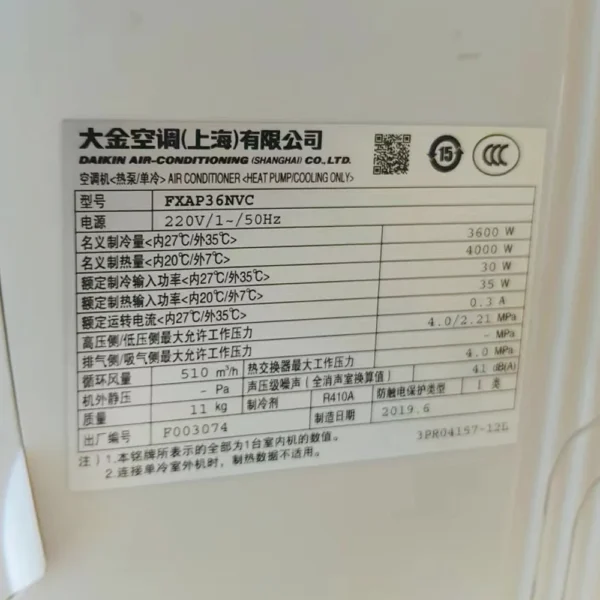 大金空调(上海)有限公司
DAIKIN AIR-CONDITIONING (SHANGHAI) CO., LTD.
15
CCC
空调机<热泵/单冷> AIR CONDITIONER <HEAT PUMP/COOLING ONLY>
型号 FXAP36NVC
电源 220V/1~/50Hz
名义制冷量<内27℃/外35℃> 3600 W
名义制热量<内20℃/外7℃> 4000 W
额定制冷输入功率<内27℃/外35℃> 30 W
额定制热输入功率<内20℃/外7℃> 35 W
额定运转电流<内27℃/外35℃> 0.3 A
高压侧/低压侧最大允许工作压力 4.0/2.21 MPa
排气侧/吸气侧最大允许工作压力 - MPa
循环风量 510 m³/h 热交换器最大工作压力 4.0 MPa
机外静压 - Pa 声压级噪声（全消声室换算值） 41 dB(A)
质量 11 kg 制冷剂 R410A 防触电保护类型 I 类
出厂编号 F003074 制造日期 2019.6
注）1.本铭牌所表示的全部为1台室内机的数值。 3PR04157-12L
2.连接单冷室外机时，制热数据不适用。